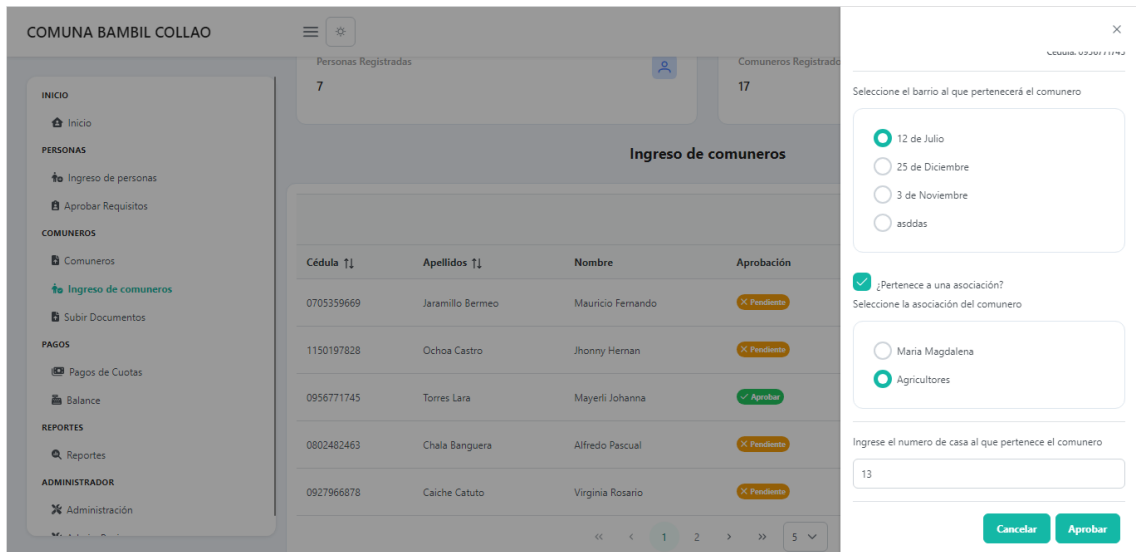 COMUNA BAMBIL COLLAO
INICIO
Inicio
PERSONAS
Ingreso de personas
Aprobar Requisitos
COMUNEROS
Comuneros
Ingreso de comuneros
Subir Documentos
PAGOS
Pagos de Cuotas
Balance
REPORTES
Reportes
ADMINISTRADOR
Administración
Personas Registradas
7
Comuneros Registrado
17
Ingreso de comuneros
Cédula Apellidos Nombre Aprobación
0705359669 Jaramillo Bermeo Mauricio Fernando Pendiente
1150197828 Ochoa Castro Jhonny Hernan Pendiente
0956771745 Torres Lara Mayerli Johanna Aprobar
0802482463 Chala Banguera Alfredo Pascual Pendiente
0927966878 Caiche Catuto Virginia Rosario Pendiente
<< < 1 2 > >> 5
Cedula: 0956771745
Seleccione el barrio al que pertenecerá el comunero
12 de Julio
25 de Diciembre
3 de Noviembre
asddas
¿Pertenece a una asociación?
Seleccione la asociación del comunero
Maria Magdalena
Agricultores
Ingrese el numero de casa al que pertenece el comunero
13
Cancelar Aprobar